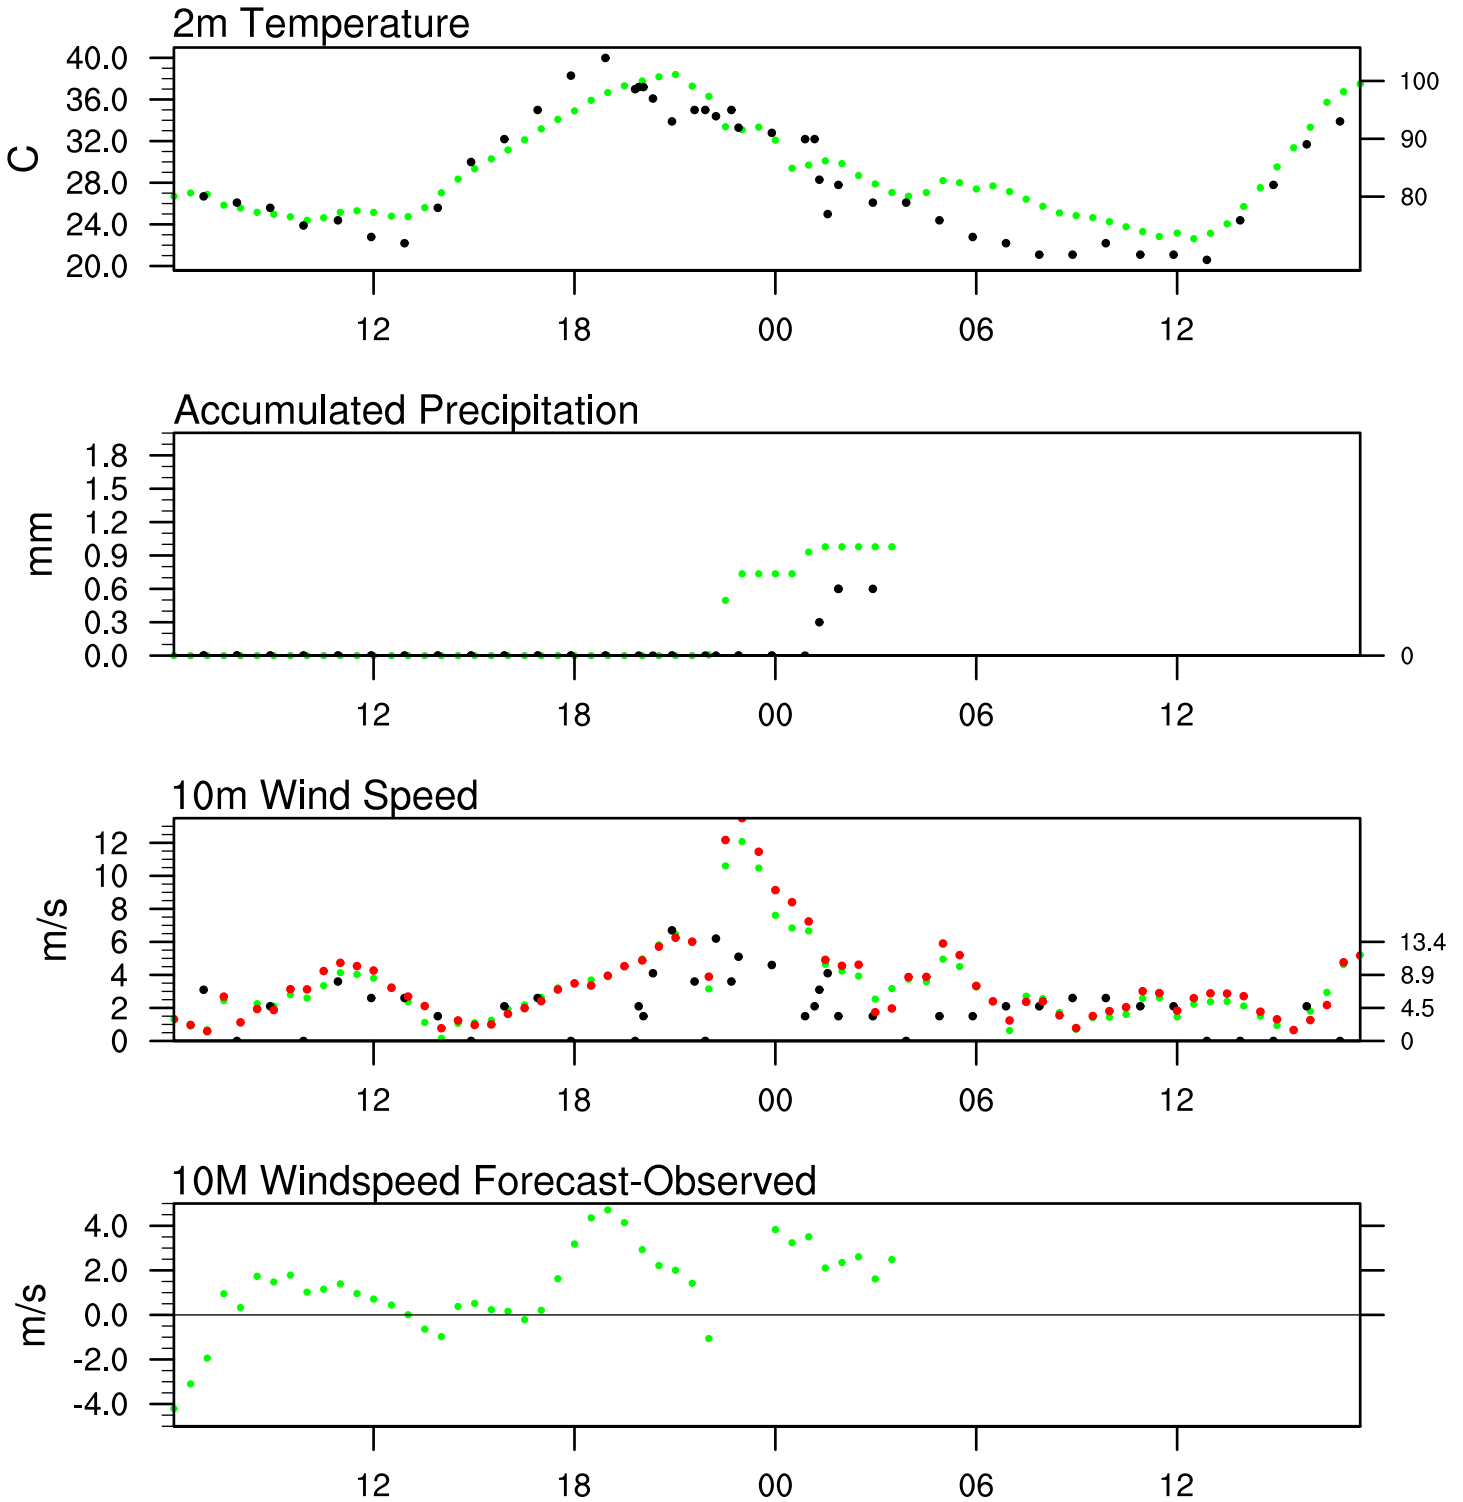 2m Temperature
40.0
36.0
32.0
28.0
24.0
20.0
C
100
90
80
12 18 00 06 12
Accumulated Precipitation
1.8
1.5
1.2
0.9
0.6
0.3
0.0
mm
0
12 18 00 06 12
10m Wind Speed
12
10
8
6
4
2
0
m/s
13.4
8.9
4.5
0
12 18 00 06 12
10M Windspeed Forecast-Observed
4.0
2.0
0.0
-2.0
-4.0
m/s
12 18 00 06 12